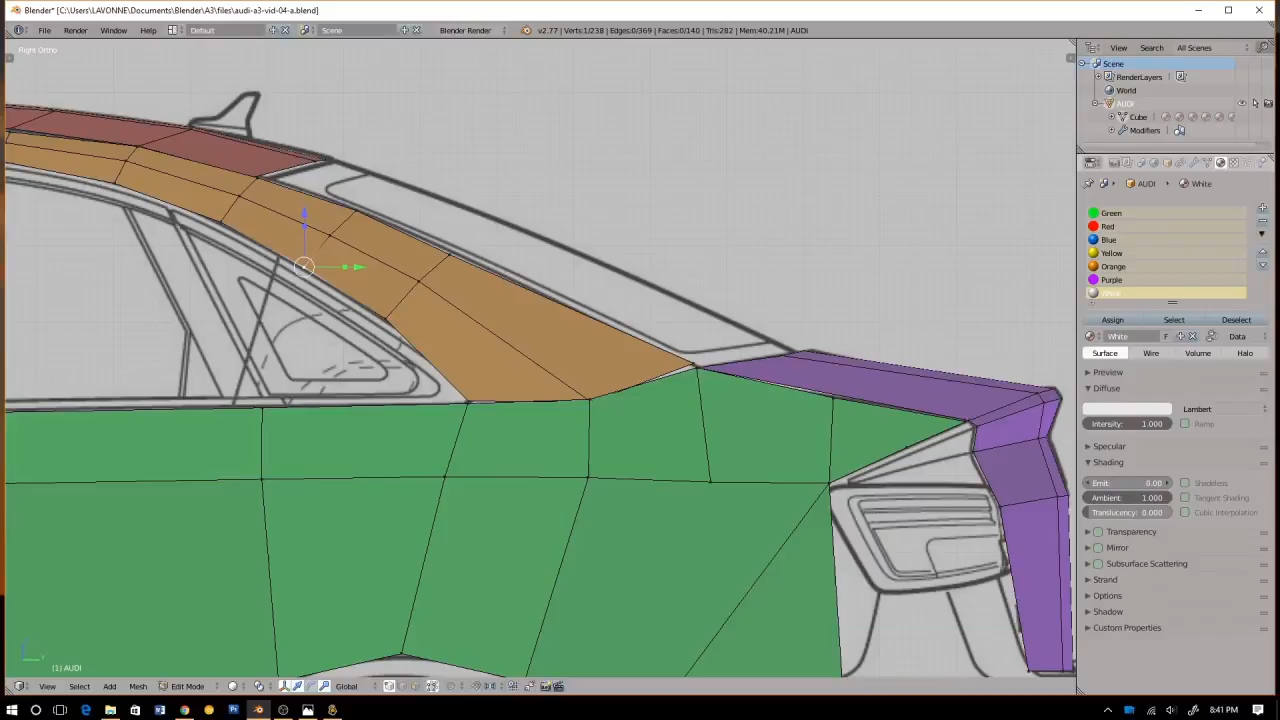 Blender* [C:\Users\LAVONNE\Documents\Blender\A3\files\audi-a3-vid-04-a.blend]
File Render Window Help Default Scene Blender Render v2.77 | Verts:1/238 | Edges:0/369 | Faces:0/140 | Tris:282 | Mem:40.21M | AUDI
View Search All Scenes
Right Ortho
Scene
RenderLayers
World
AUDI
Cube
Modifiers
AUDI White
Green
Red
Blue
Yellow
Orange
Purple
White
Assign Select Deselect
White F Data
Surface Wire Volume Halo
Preview
Diffuse
Lambert
Intensity: 1.000 Ramp
Specular
Shading
Emit: 0.00 Shadeless
Ambient: 1.000 Tangent Shading
Translucency: 0.000 Cubic Interpolation
Transparency
Mirror
Subsurface Scattering
Strand
Options
Shadow
Custom Properties
(1) AUDI
View Select Add Mesh Edit Mode Global
8:41 PM